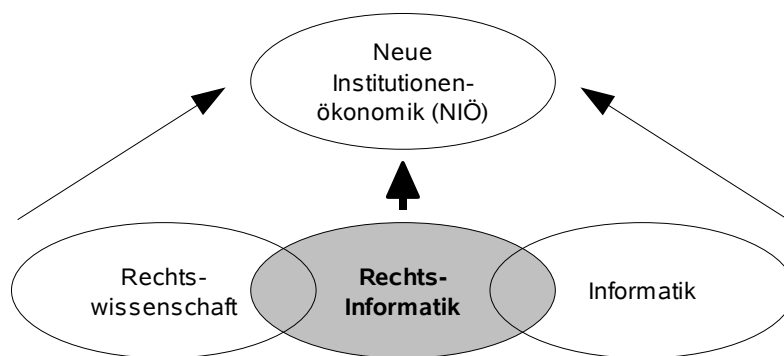 Neue
Institutionen-
ökonomik (NIÖ)
Rechts-
wissenschaft
Rechts-
Informatik
Informatik